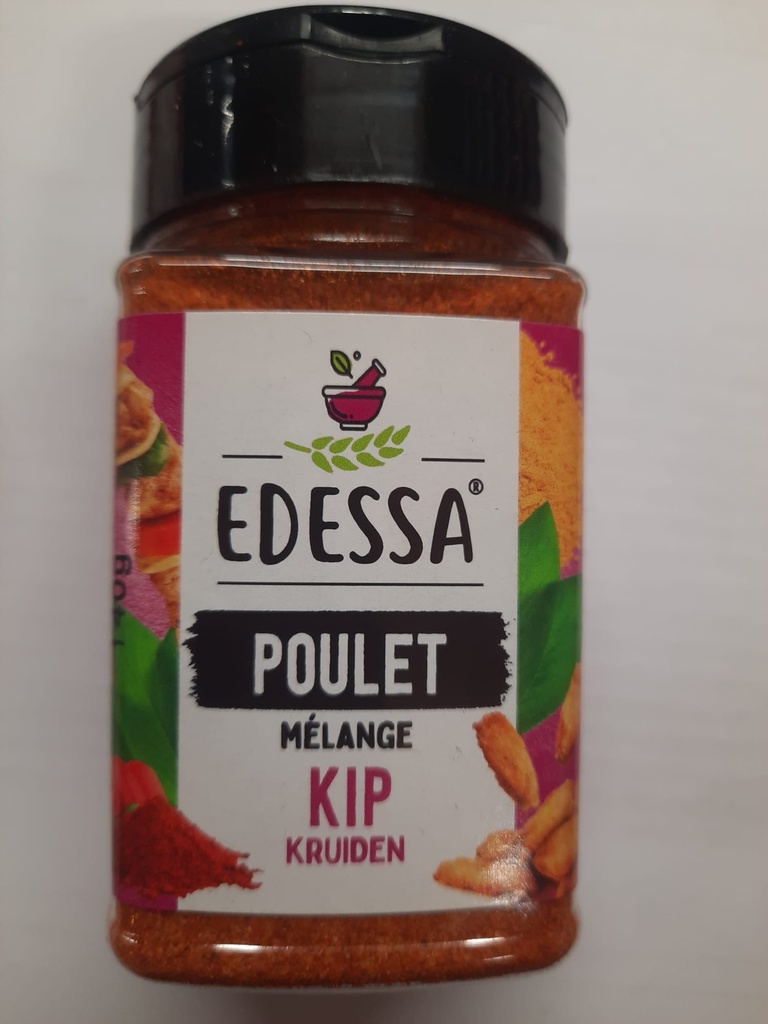 EDESSA®
POULET
MÉLANGE
KIP
KRUIDEN